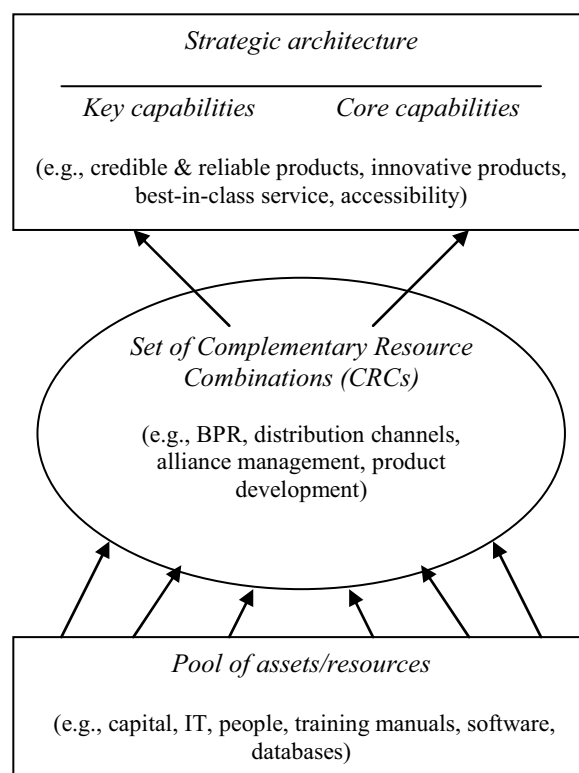 Strategic architecture
Key capabilities Core capabilities
(e.g., credible & reliable products, innovative products,
best-in-class service, accessibility)
Set of Complementary Resource
Combinations (CRCs)
(e.g., BPR, distribution channels,
alliance management, product
development)
Pool of assets/resources
(e.g., capital, IT, people, training manuals, software,
databases)